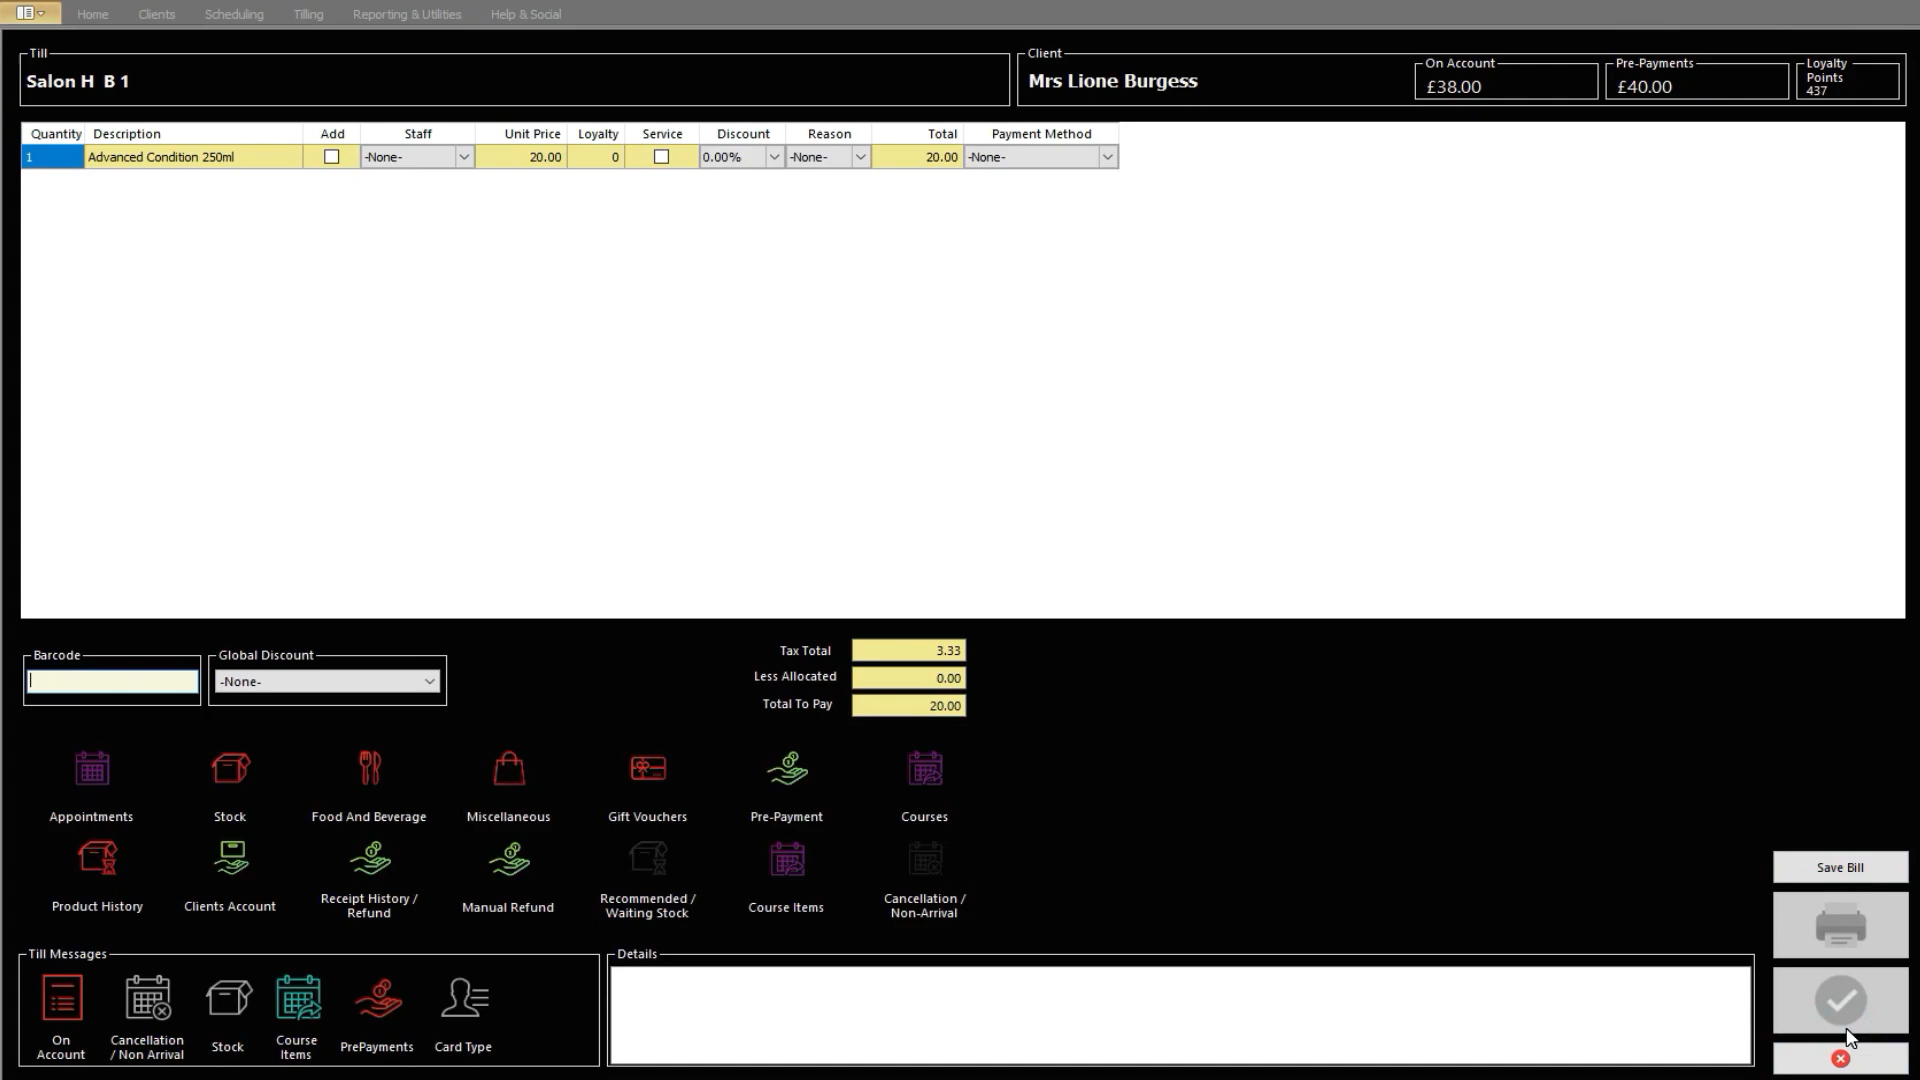 Home Clients Scheduling Tilling Reporting & Utilities Help & Social
Till
Salon H B 1
Client
Mrs Lione Burgess
On Account
£38.00
Pre-Payments
£40.00
Loyalty
Points
437
Quantity Description Add Staff Unit Price Loyalty Service Discount Reason Total Payment Method
1 Advanced Condition 250ml -None- 20.00 0 0.00% -None- 20.00 -None-
Barcode
Global Discount
-None-
Tax Total 3.33
Less Allocated 0.00
Total To Pay 20.00
Appointments Stock Food And Beverage Miscellaneous Gift Vouchers Pre-Payment Courses
Product History
Clients Account
Receipt History /
Refund
Manual Refund
Recommended /
Waiting Stock
Course Items
Cancellation /
Non-Arrival
Save Bill
Till Messages
On
Account
Cancellation
/ Non Arrival
Stock
Course
Items
PrePayments
Card Type
Details